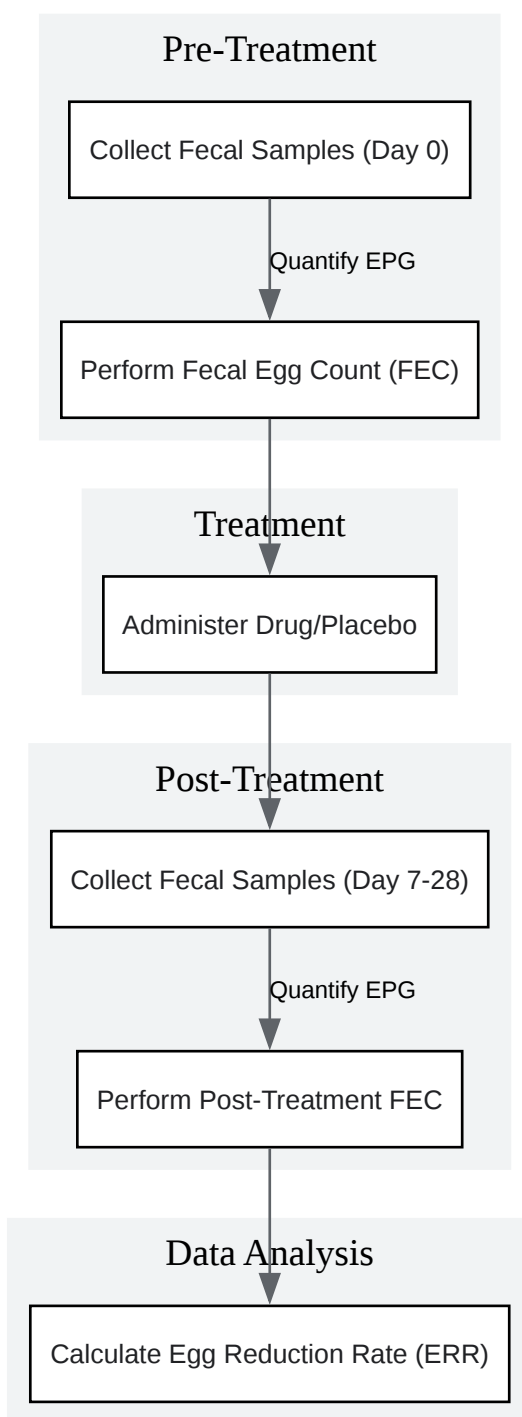 Pre-Treatment
Collect Fecal Samples (Day 0)
Quantify EPG
Perform Fecal Egg Count (FEC)
Treatment
Administer Drug/Placebo
Post-Treatment
Collect Fecal Samples (Day 7-28)
Quantify EPG
Perform Post-Treatment FEC
Data Analysis
Calculate Egg Reduction Rate (ERR)